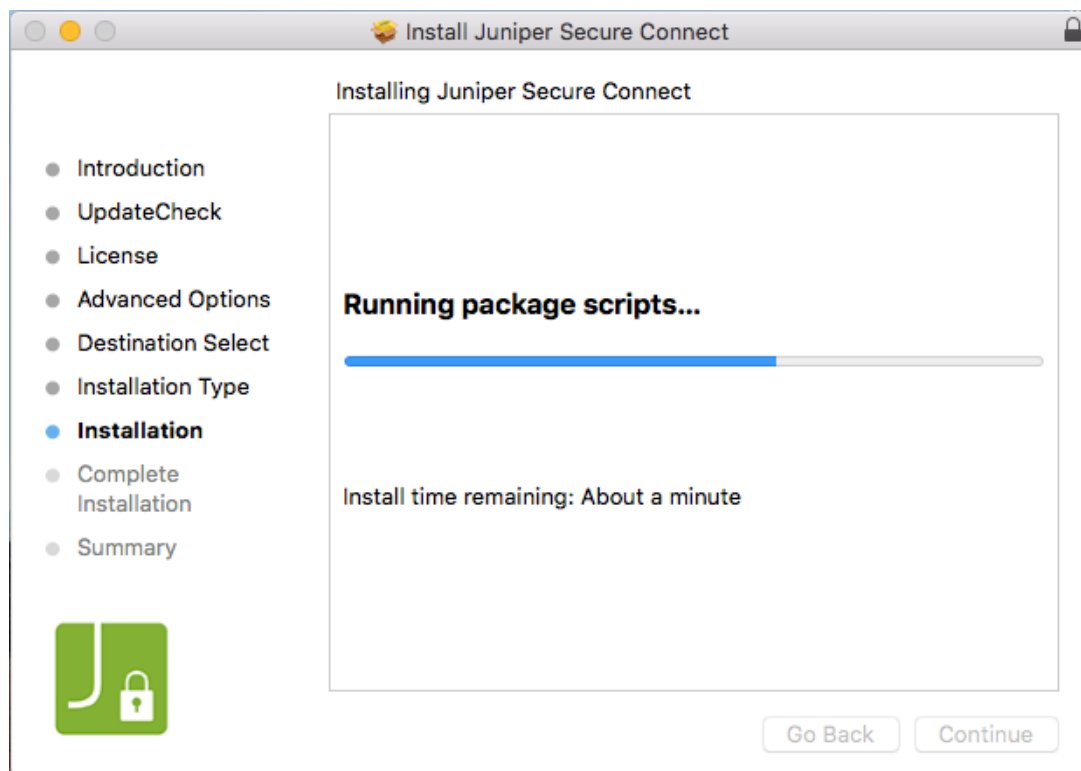 Install Juniper Secure Connect
Installing Juniper Secure Connect
Introduction
UpdateCheck
License
Advanced Options
Destination Select
Installation Type
Installation
Complete
Installation
Summary
Running package scripts...
Install time remaining: About a minute
J
Go Back
Continue